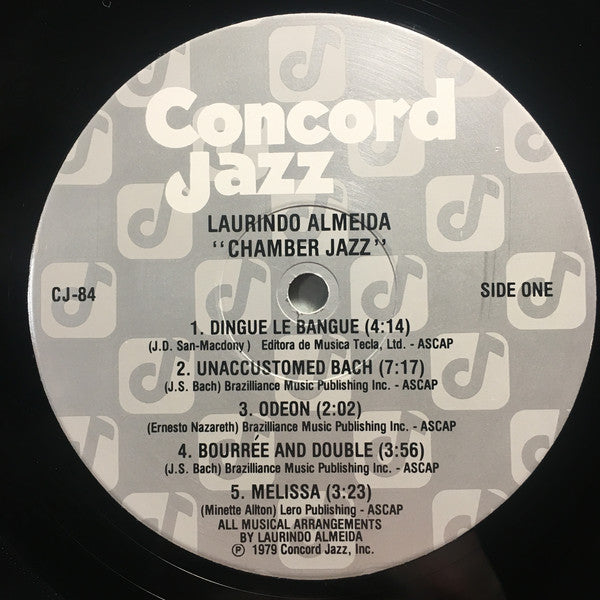 Concord
Jazz
LAURINDO ALMEIDA
“CHAMBER JAZZ”
CJ-84
SIDE ONE
1. DINGUE LE BANGUE (4:14)
(J.D. San-Macdony) Editora de Musica Tecla, Ltd. - ASCAP
2. UNACCUSTOMED BACH (7:17)
(J.S. Bach) Brazilliance Music Publishing Inc. - ASCAP
3. ODEON (2:02)
(Ernesto Nazareth) Brazilliance Music Publishing Inc. - ASCAP
4. BOURRÉE AND DOUBLE (3:56)
(J.S. Bach) Brazilliance Music Publishing Inc. - ASCAP
5. MELISSA (3:23)
(Minette Allton) Lero Publishing - ASCAP
ALL MUSICAL ARRANGEMENTS
BY LAURINDO ALMEIDA
℗ 1979 Concord Jazz, Inc.